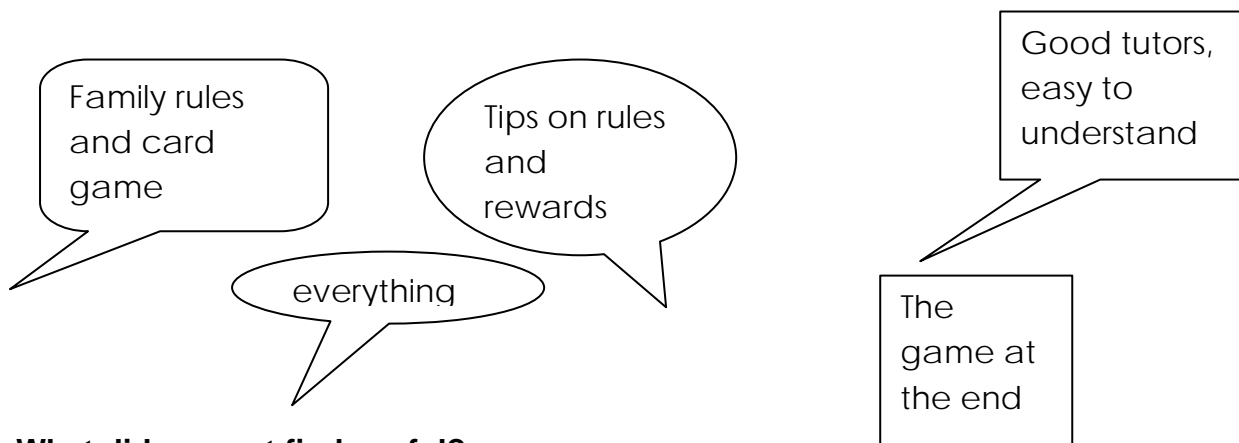 Family rules
and card
game
Tips on rules
and
rewards
everything
Good tutors,
easy to
understand
The
game at
the end